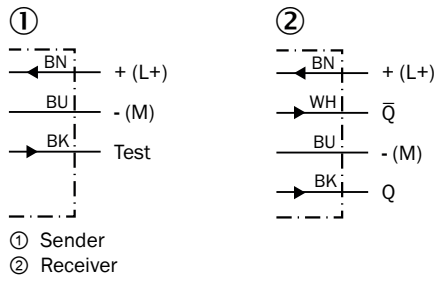 ① ②
BN + (L+) BN + (L+)
BU - (M) WH Q̅
BK Test BU - (M)
BK Q
① Sender
② Receiver